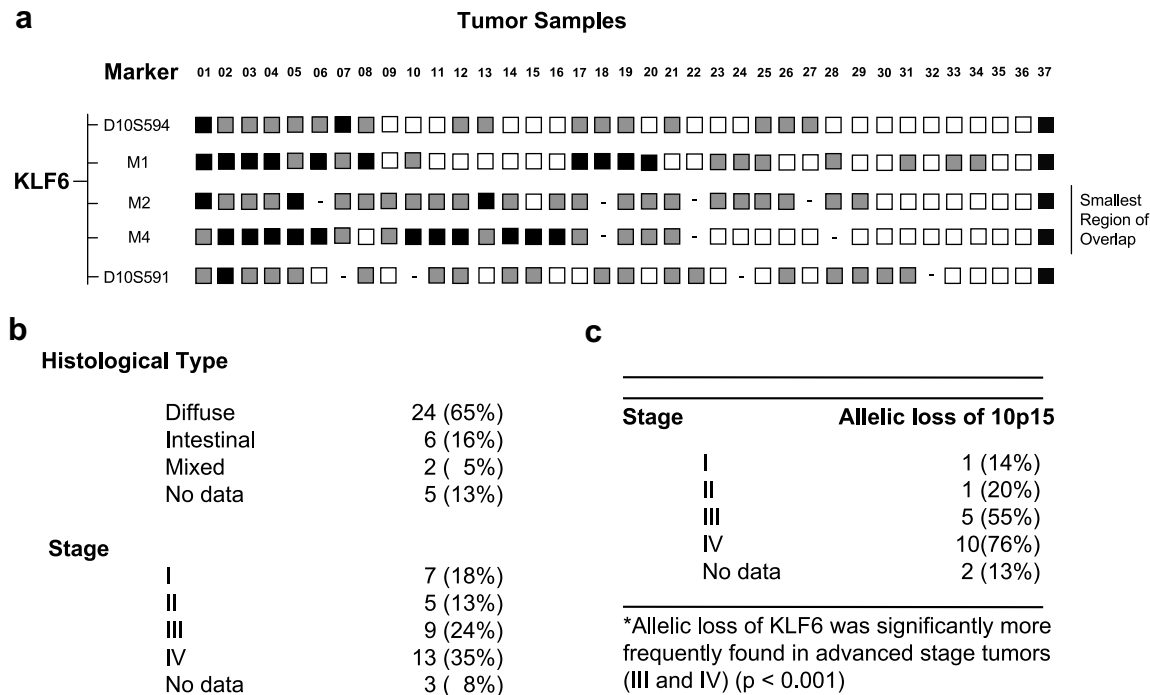 a
Tumor Samples
Marker 01 02 03 04 05 06 07 08 09 10 11 12 13 14 15 16 17 18 19 20 21 22 23 24 25 26 27 28 29 30 31 32 33 34 35 36 37
D10S594
M1
KLF6
M2 - - - -
M4 - - -
D10S591 - - - -
Smallest
Region of
Overlap
b
Histological Type
Diffuse 24 (65%)
Intestinal 6 (16%)
Mixed 2 ( 5%)
No data 5 (13%)
Stage
I 7 (18%)
II 5 (13%)
III 9 (24%)
IV 13 (35%)
No data 3 ( 8%)
c
Stage Allelic loss of 10p15
I 1 (14%)
II 1 (20%)
III 5 (55%)
IV 10(76%)
No data 2 (13%)
*Allelic loss of KLF6 was significantly more
frequently found in advanced stage tumors
(III and IV) (p < 0.001)